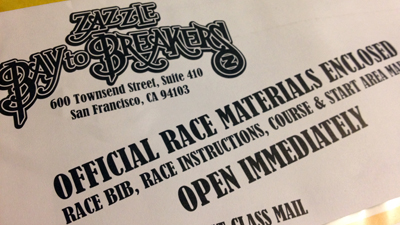 ZAZZLE
BAY to BREAKERS
Z
600 Townsend Street, Suite 410
San Francisco, CA 94103
OFFICIAL RACE MATERIALS ENCLOSED
RACE BIB, RACE INSTRUCTIONS, COURSE & START AREA
OPEN IMMEDIATELY
CLASS MAIL